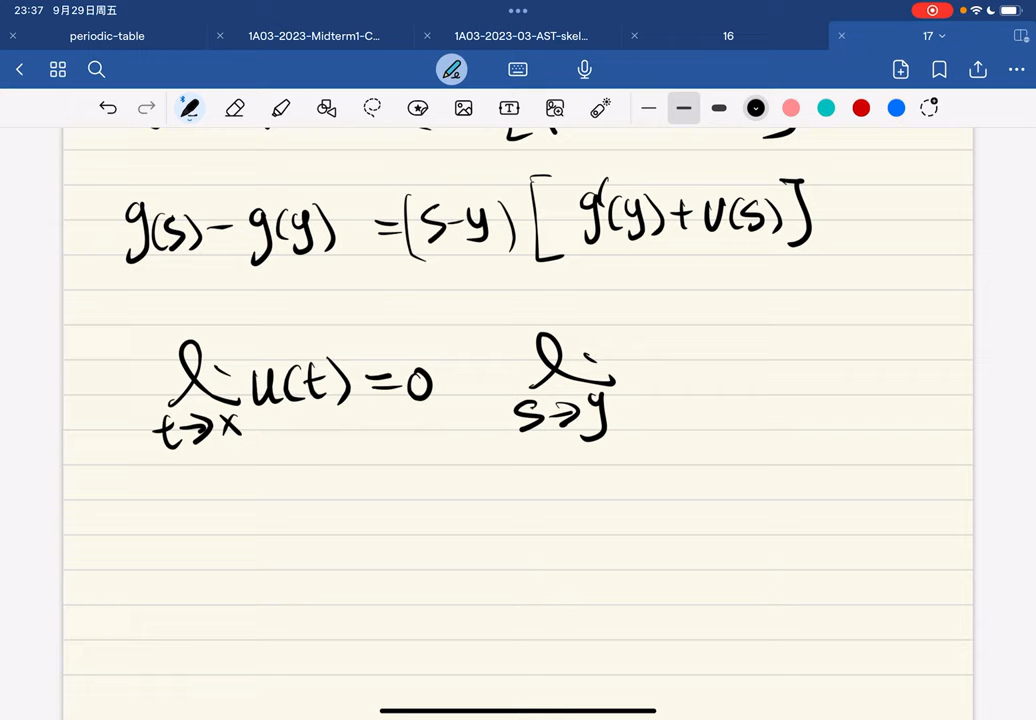 23:37 9月29日周五
periodic-table 1A03-2023-Midterm1-C... 1A03-2023-03-AST-skel... 16 17
g(s)-g(y) =(s-y)[g'(y)+v(s)]
lim u(t)=0 lim
t→x s→y